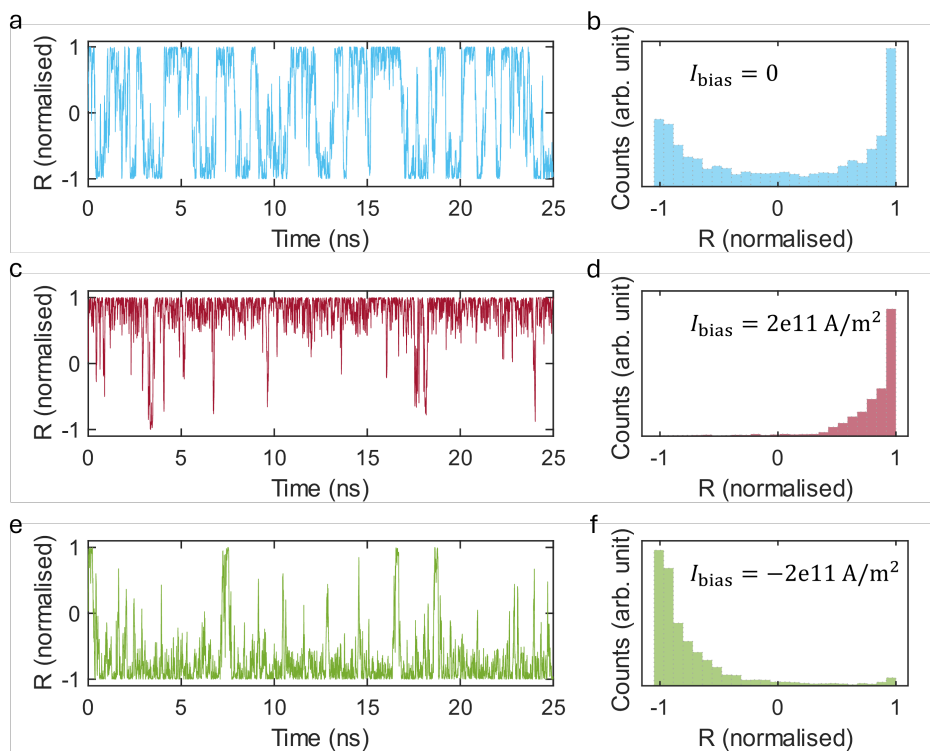 a
R (normalised)
1
0
-1
0 5 10 15 20 25
Time (ns)
b
Counts (arb. unit)
I_bias = 0
-1 0 1
R (normalised)
c
R (normalised)
1
0
-1
0 5 10 15 20 25
Time (ns)
d
Counts (arb. unit)
I_bias = 2e11 A/m²
-1 0 1
R (normalised)
e
R (normalised)
1
0
-1
0 5 10 15 20 25
Time (ns)
f
Counts (arb. unit)
I_bias = −2e11 A/m²
-1 0 1
R (normalised)